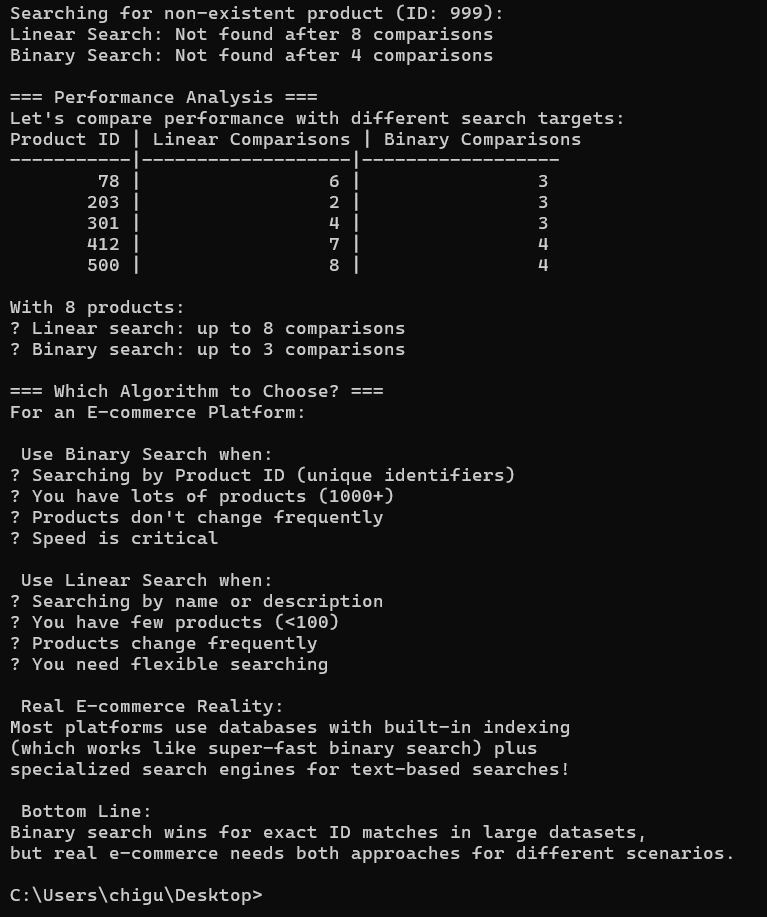 Searching for non-existent product (ID: 999):
Linear Search: Not found after 8 comparisons
Binary Search: Not found after 4 comparisons

=== Performance Analysis ===
Let's compare performance with different search targets:
Product ID | Linear Comparisons | Binary Comparisons
-----------|-------------------|------------------
        78 |                 6 |                3
       203 |                 2 |                3
       301 |                 4 |                3
       412 |                 7 |                4
       500 |                 8 |                4

With 8 products:
? Linear search: up to 8 comparisons
? Binary search: up to 3 comparisons

=== Which Algorithm to Choose? ===
For an E-commerce Platform:

 Use Binary Search when:
? Searching by Product ID (unique identifiers)
? You have lots of products (1000+)
? Products don't change frequently
? Speed is critical

 Use Linear Search when:
? Searching by name or description
? You have few products (<100)
? Products change frequently
? You need flexible searching

 Real E-commerce Reality:
Most platforms use databases with built-in indexing
(which works like super-fast binary search) plus
specialized search engines for text-based searches!

 Bottom Line:
Binary search wins for exact ID matches in large datasets,
but real e-commerce needs both approaches for different scenarios.

C:\Users\chigu\Desktop>